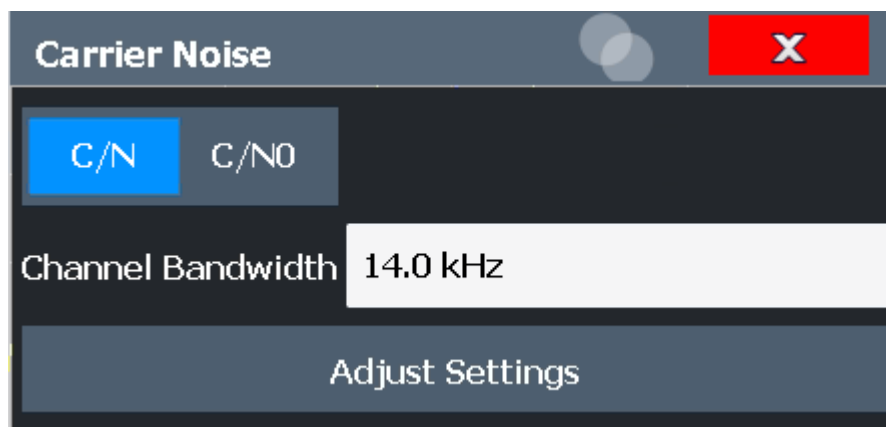 Carrier Noise X
C/N C/N0
Channel Bandwidth 14.0 kHz
Adjust Settings